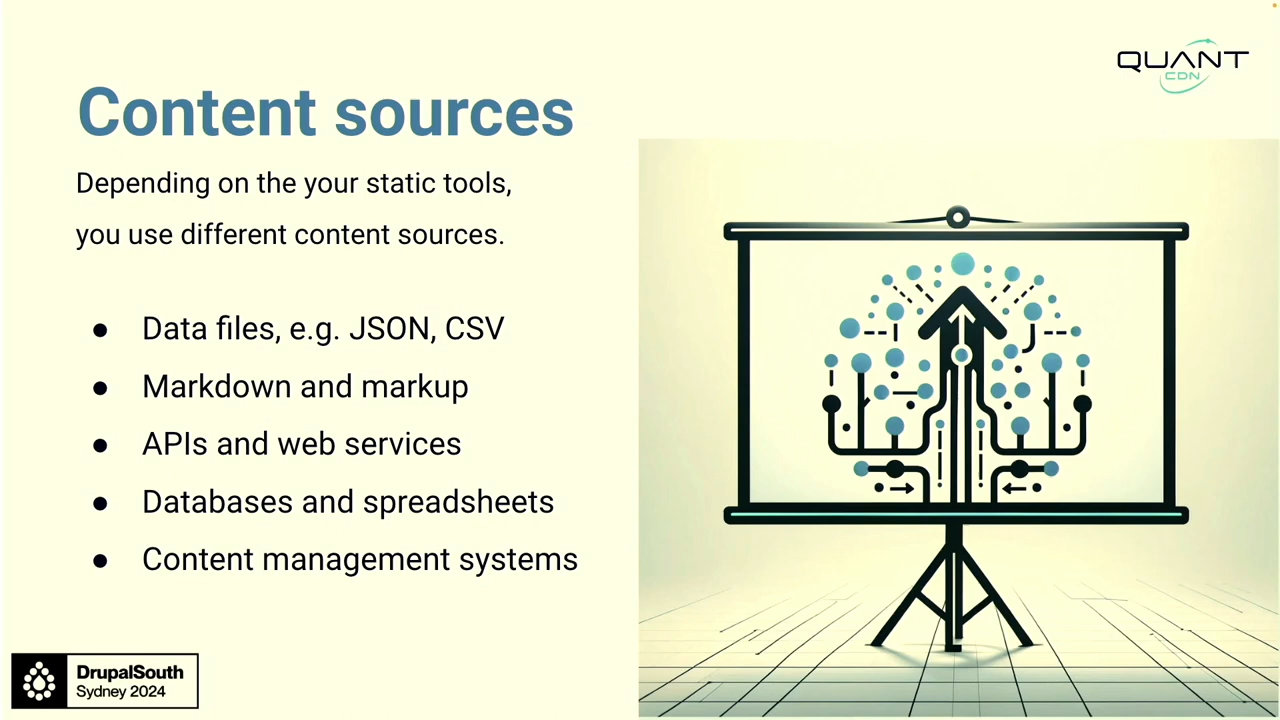 QUANT
CDN
Content sources
Depending on the your static tools,
you use different content sources.
● Data files, e.g. JSON, CSV
● Markdown and markup
● APIs and web services
● Databases and spreadsheets
● Content management systems
DrupalSouth
Sydney 2024